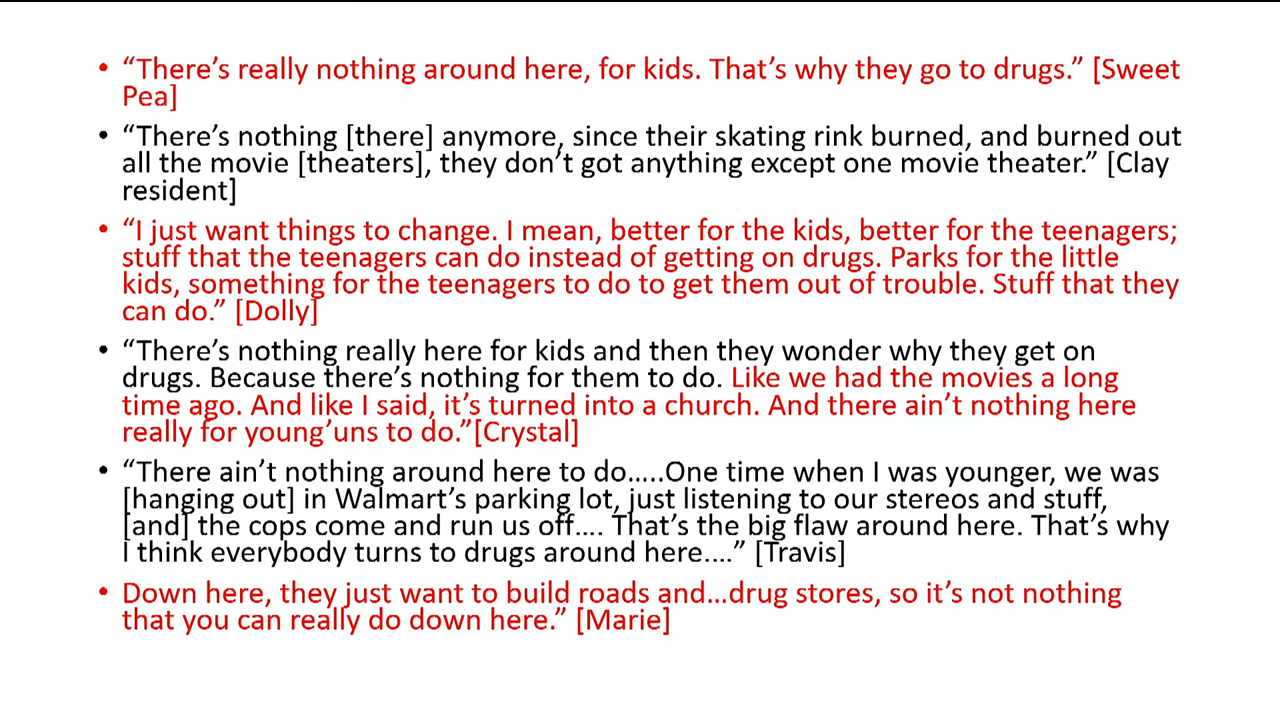 • “There’s really nothing around here, for kids. That’s why they go to drugs.” [Sweet
Pea]
• “There’s nothing [there] anymore, since their skating rink burned, and burned out
all the movie [theaters], they don’t got anything except one movie theater.” [Clay
resident]
• “I just want things to change. I mean, better for the kids, better for the teenagers;
stuff that the teenagers can do instead of getting on drugs. Parks for the little
kids, something for the teenagers to do to get them out of trouble. Stuff that they
can do.” [Dolly]
• “There’s nothing really here for kids and then they wonder why they get on
drugs. Because there’s nothing for them to do. Like we had the movies a long
time ago. And like I said, it’s turned into a church. And there ain’t nothing here
really for young’uns to do.”[Crystal]
• “There ain’t nothing around here to do…..One time when I was younger, we was
[hanging out] in Walmart’s parking lot, just listening to our stereos and stuff,
[and] the cops come and run us off…. That’s the big flaw around here. That’s why
I think everybody turns to drugs around here….” [Travis]
• Down here, they just want to build roads and…drug stores, so it’s not nothing
that you can really do down here.” [Marie]